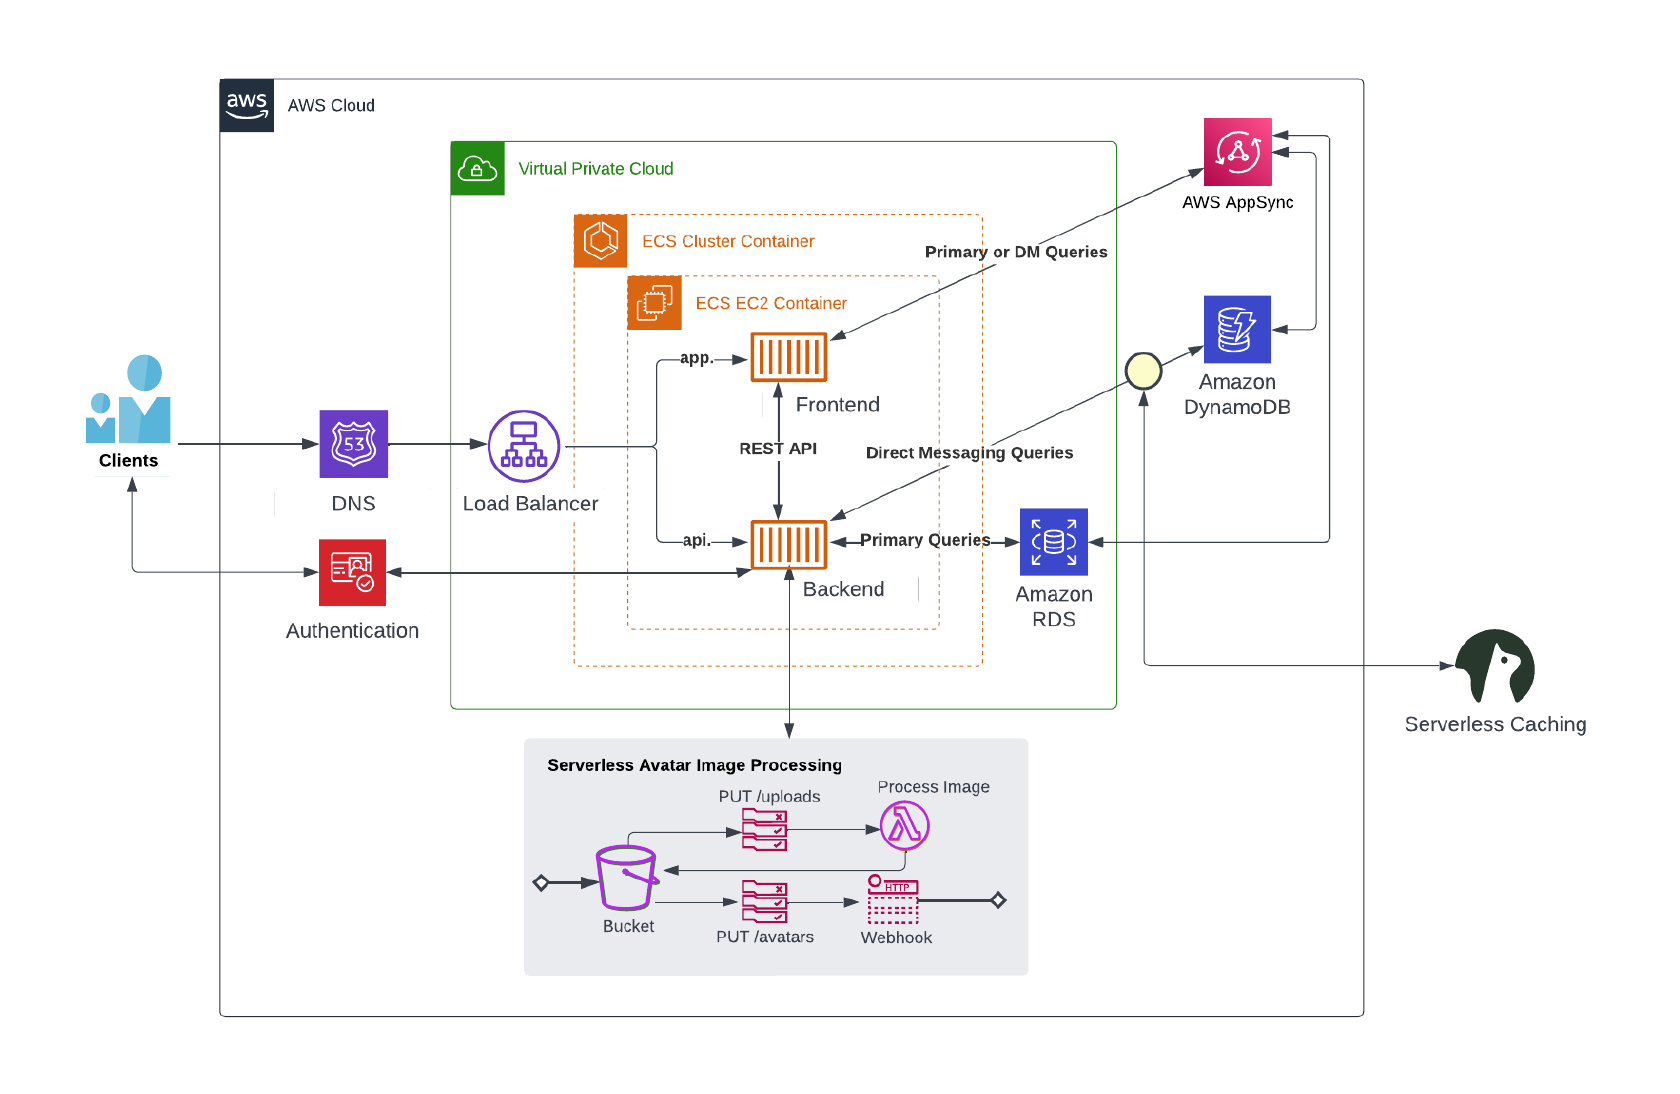 aws
AWS Cloud
Virtual Private Cloud
AWS AppSync
ECS Cluster Container
Primary or DM Queries
ECS EC2 Container
app.
Frontend
Amazon
DynamoDB
Clients
53
DNS
Load Balancer
REST API
Direct Messaging Queries
api.
Primary Queries
Backend
Amazon
RDS
Authentication
Serverless Caching
Serverless Avatar Image Processing
PUT /uploads
Process Image
Bucket
PUT /avatars
HTTP
Webhook